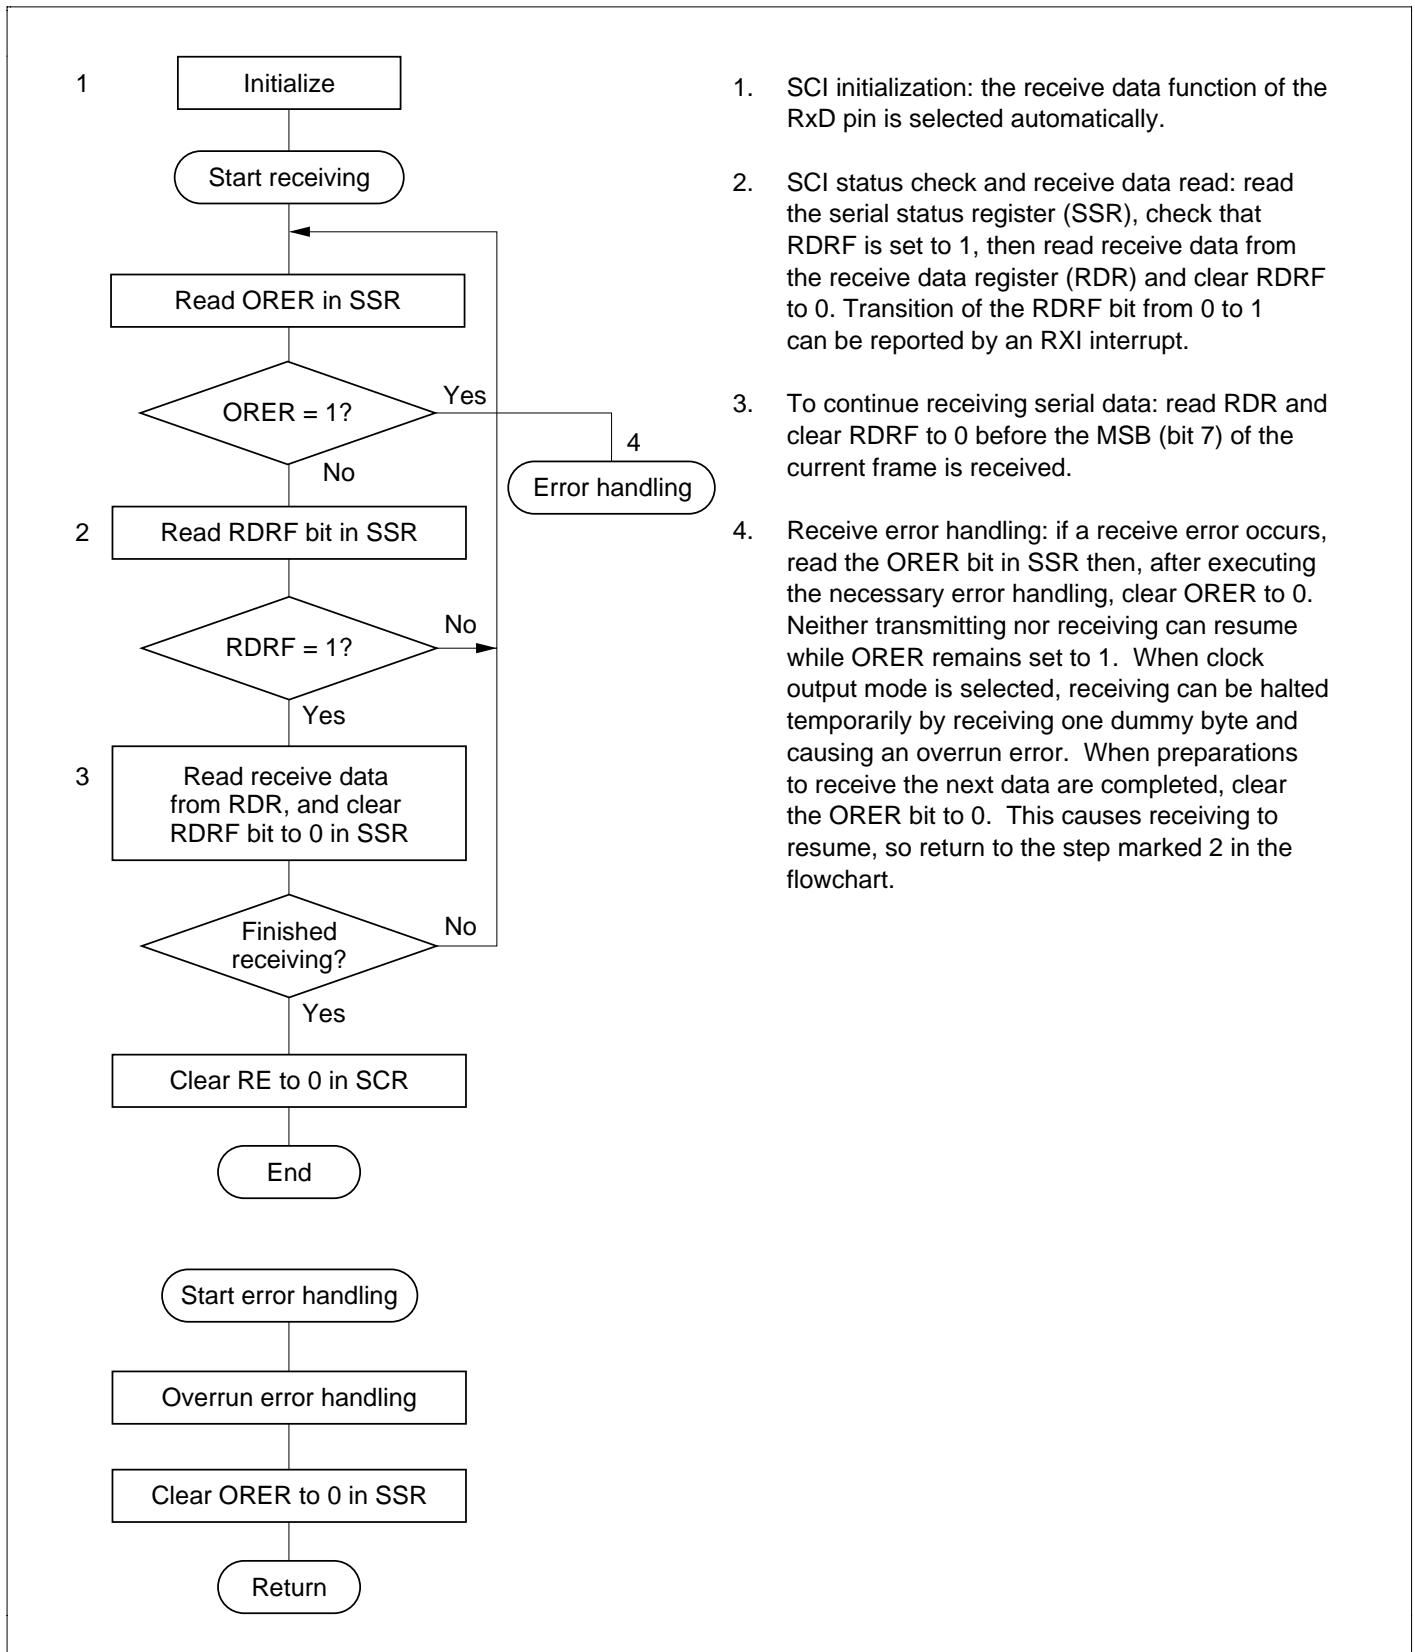 1
Initialize
Start receiving
Read ORER in SSR
ORER = 1?
Yes
No
4
Error handling
2
Read RDRF bit in SSR
RDRF = 1?
No
Yes
3
Read receive data
from RDR, and clear
RDRF bit to 0 in SSR
Finished
receiving?
No
Yes
Clear RE to 0 in SCR
End
Start error handling
Overrun error handling
Clear ORER to 0 in SSR
Return
1. SCI initialization: the receive data function of the
RxD pin is selected automatically.
2. SCI status check and receive data read: read
the serial status register (SSR), check that
RDRF is set to 1, then read receive data from
the receive data register (RDR) and clear RDRF
to 0. Transition of the RDRF bit from 0 to 1
can be reported by an RXI interrupt.
3. To continue receiving serial data: read RDR and
clear RDRF to 0 before the MSB (bit 7) of the
current frame is received.
4. Receive error handling: if a receive error occurs,
read the ORER bit in SSR then, after executing
the necessary error handling, clear ORER to 0.
Neither transmitting nor receiving can resume
while ORER remains set to 1.  When clock
output mode is selected, receiving can be halted
temporarily by receiving one dummy byte and
causing an overrun error.  When preparations
to receive the next data are completed, clear
the ORER bit to 0.  This causes receiving to
resume, so return to the step marked 2 in the
flowchart.